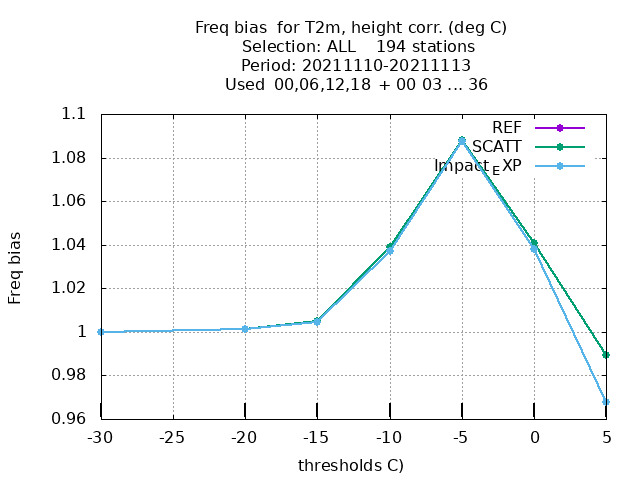 Freq bias  for T2m, height corr. (deg C)
Selection: ALL    194 stations
Period: 20211110-20211113
Used  00,06,12,18  + 00 03 ... 36
1.1
1.08
1.06
1.04
1.02
1
0.98
0.96
Freq bias
REF
SCATT
Impact_EXP
-30 -25 -20 -15 -10 -5 0 5
thresholds C)